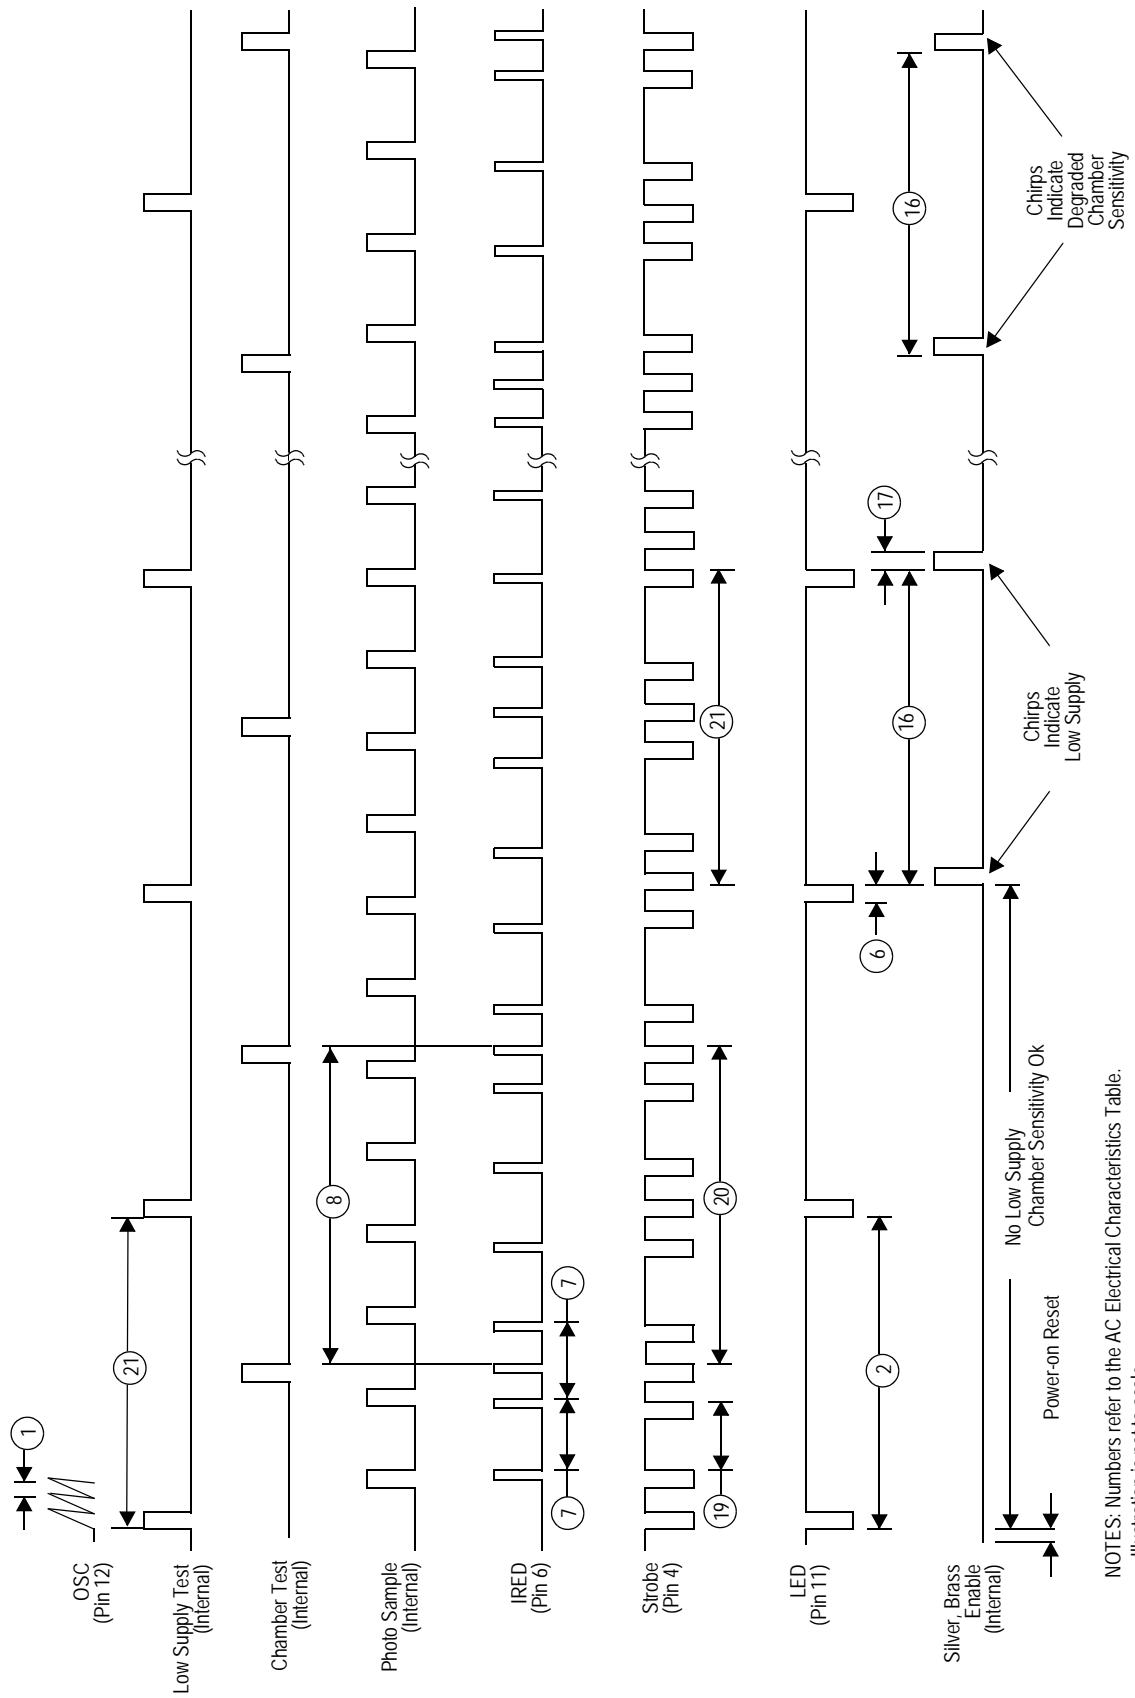 OSC
(Pin 12)
1
Low Supply Test
(Internal)
21
Chamber Test
(Internal)
8
Photo Sample
(Internal)
IRED
(Pin 6)
7
7
Strobe
(Pin 4)
19
20
21
LED
(Pin 11)
2
6
16
17
16
Silver, Brass
Enable
(Internal)
Power-on Reset
No Low Supply
Chamber Sensitivity Ok
Chirps
Indicate
Low Supply
Chirps
Indicate
Degraded
Chamber
Sensitivity
NOTES: Numbers refer to the AC Electrical Characteristics Table.